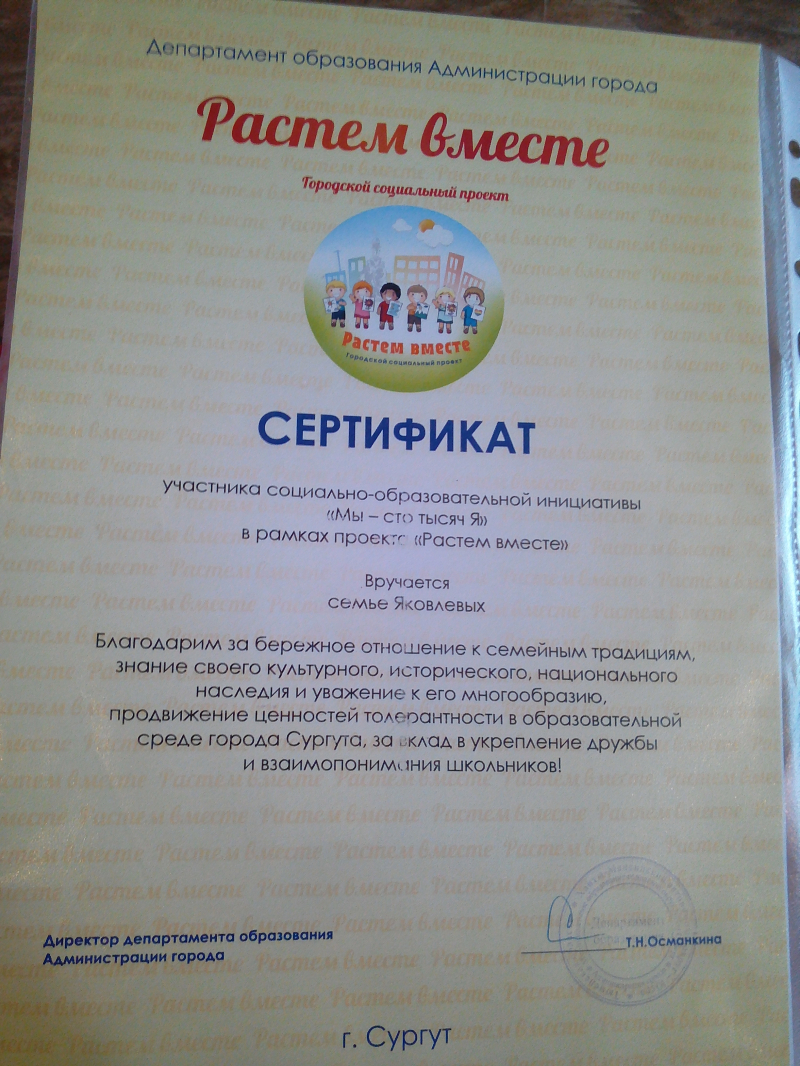 Департамент образования Администрации города
Растем вместе
Городской социальный проект
Растем вместе
Городской социальный проект
СЕРТИФИКАТ
участника социально-образовательной инициативы
«Мы – сто тысяч Я»
в рамках проекта «Растем вместе»
Вручается
семье Яковлевых
Благодарим за бережное отношение к семейным традициям,
знание своего культурного, исторического, национального
наследия и уважение к его многообразию,
продвижение ценностей толерантности в образовательной
среде города Сургута, за вклад в укрепление дружбы
и взаимопонимания школьников!
Директор департамента образования
Администрации города
Т.Н.Османкина
г. Сургут